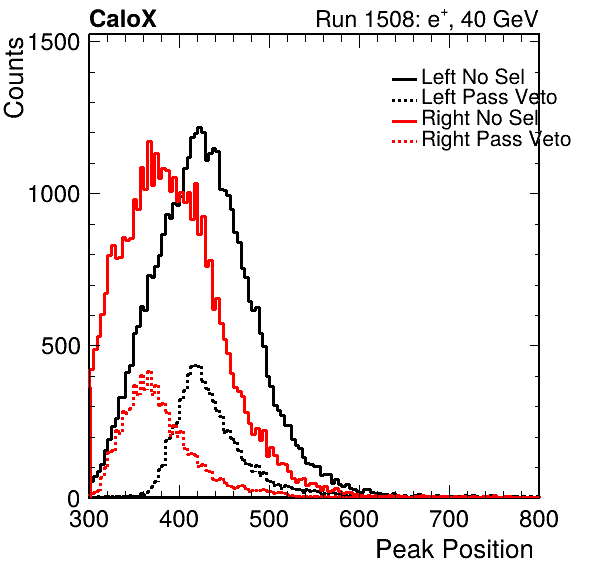 CaloX Run 1508: e⁺, 40 GeV
Counts
1500
1000
500
0
Left No Sel
Left Pass Veto
Right No Sel
Right Pass Veto
300 400 500 600 700 800
Peak Position